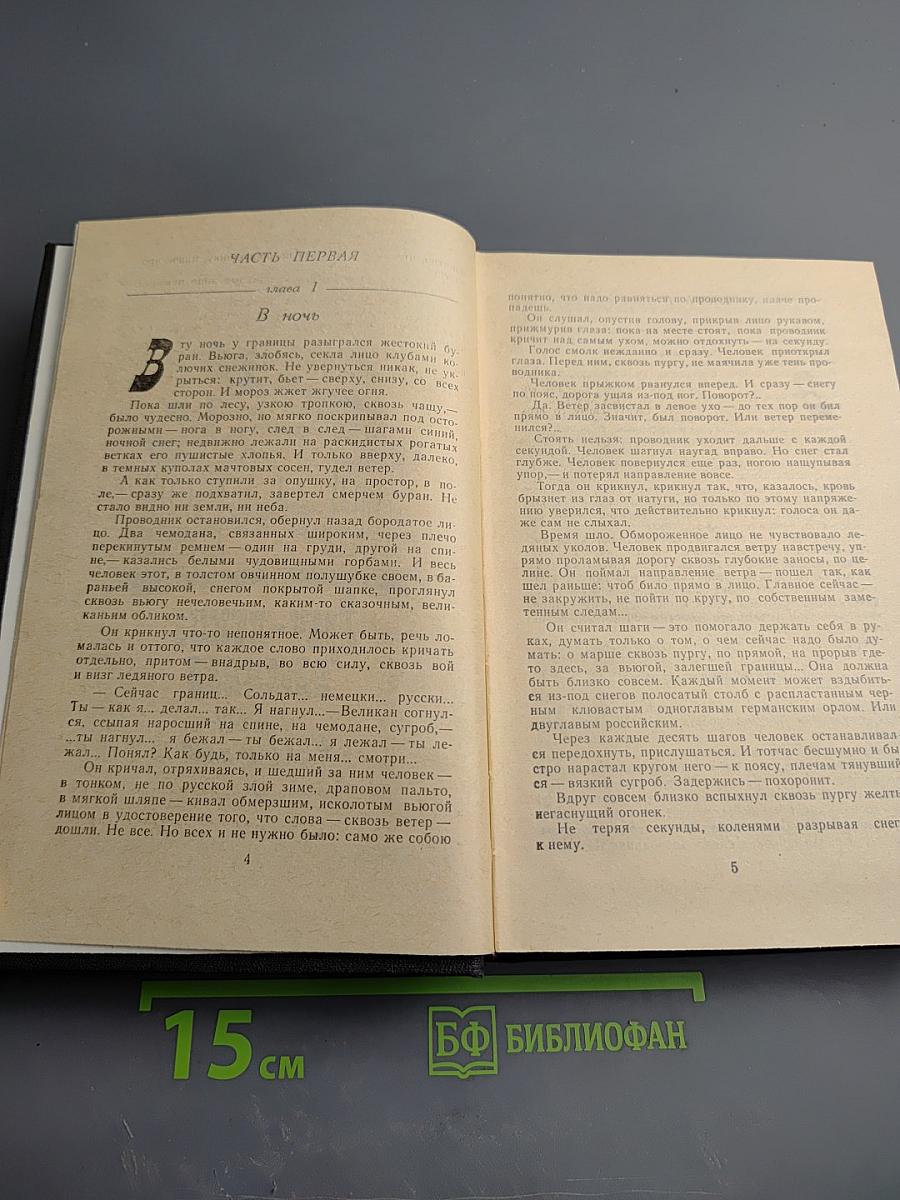 ЧАСТЬ ПЕРВАЯ
глава 1
В ночь
В ту ночь у границы разыгрался жестокий бу-
ран. Вьюга, злобясь, секла лицо клубами ко-
лючих снежинок. Не увернуться никак, не ук-
рыться: крутит, бьет — сверху, снизу, со всех
сторон. И мороз жжет жгучее огня.
Пока шли по лесу, узкою тропкою, сквозь чащу,—
было чудесно. Морозно, но мягко поскрипывал под осто-
рожными — нога в ногу, след в след — шагами синий,
ночной снег; недвижно лежали на раскидистых рогатых
ветках его пушистые хлопья. И только вверху, далеко,
в темных куполах мачтовых сосен, гудел ветер.
А как только ступили за опушку, на простор, в по-
ле,— сразу же подхватил, завертел смерчем буран. Не
стало видно ни земли, ни неба.
Проводник остановился, обернул назад бородатое ли-
цо. Два чемодана, связанных широким, через плечо
перекинутым ремнем — один на груди, другой на спи-
не,— казались белыми чудовищными горбами. И весь
человек этот, в толстом овчинном полушубке своем, в ба-
раньей высокой, снегом покрытой шапке, проглянул
сквозь вьюгу нечеловечьим, каким-то сказочным, вели-
каньим обликом.
Он крикнул что-то непонятное. Может быть, речь ло-
малась и оттого, что каждое слово приходилось кричать
отдельно, притом — внадрыв, во всю силу, сквозь вой
и визг ледяного ветра.
— Сейчас границ... Сольдат... немецки... русски...
Ты — как я... делал... так... Я нагнул...— Великан согнул-
ся, ссыпая наросший на спине, на чемодане, сугроб,—
...ты нагнул... я бежал — ты бежал... я лежал — ты ле-
жал... Понял? Как будь, только на меня... смотри...
Он кричал, отряхиваясь, и шедший за ним человек —
в тонком, не по русской злой зиме, драповом пальто,
в мягкой шляпе — кивал обмерзшим, исколотым вьюгой
лицом в удостоверение того, что слова — сквозь ветер —
дошли. Не все. Но всех и не нужно было: само же собою
4
понятно, что надо равняться по проводнику, иначе про-
падешь.
Он слушал, опустив голову, прикрыв лицо рукавом,
прижмурив глаза: пока на месте стоят, пока проводник
кричит над самым ухом, можно отдохнуть — на секунду.
Голос смолк нежданно и сразу. Человек приоткрыл
глаза. Перед ним, сквозь пургу, не маячила уже тень про-
водника.
Человек прыжком рванулся вперед. И сразу — снегу
по пояс, дорога ушла из-под ног. Поворот?..
Да. Ветер засвистал в левое ухо — до тех пор он бил
прямо в лицо. Значит, был поворот. Или ветер переме-
нился?..
Стоять нельзя: проводник уходит дальше с каждой
секундой. Человек шагнул наугад вправо. Но снег стал
глубже. Человек повернулся еще раз, ногою нащупывая
упор,— и потерял направление вовсе.
Тогда он крикнул, крикнул так, что, казалось, кровь
брызнет из глаз от натуги, но только по этому напряже-
нию уверился, что действительно крикнул: голоса он да-
же сам не слыхал.
Время шло. Обмороженное лицо не чувствовало ле-
дяных уколов. Человек продвигался ветру навстречу, уп-
рямо проламывая дорогу сквозь глубокие заносы, по це-
лине. Он поймал направление ветра — пошел так, как
шел раньше: чтоб было прямо в лицо. Главное сейчас —
не закружить, не пойти по кругу, по собственным заме-
тенным следам...
Он считал шаги — это помогало держать себя в ру-
ках, думать только о том, о чем сейчас надо было ду-
мать: о марше сквозь пургу, по прямой, на прорыв где-
то здесь, за вьюгой, залегшей границы... Она должна
быть близко совсем. Каждый момент может вздыбить-
ся из-под снегов полосатый столб с распластанным чер-
ным клювастым одноглавым германским орлом. Или
двуглавым российским.
Через каждые десять шагов человек останавливал-
ся передохнуть, прислушаться. И тотчас бесшумно и бы
стро нарастал кругом него — к поясу, плечам тянувший
ся — вязкий сугроб. Задержись — похоронит.
Вдруг совсем близко вспыхнул сквозь пургу желты
негаснущий огонек.
Не теряя секунды, коленями разрывая снег
к нему.
5
15 см
БФ БИБЛИОФАН